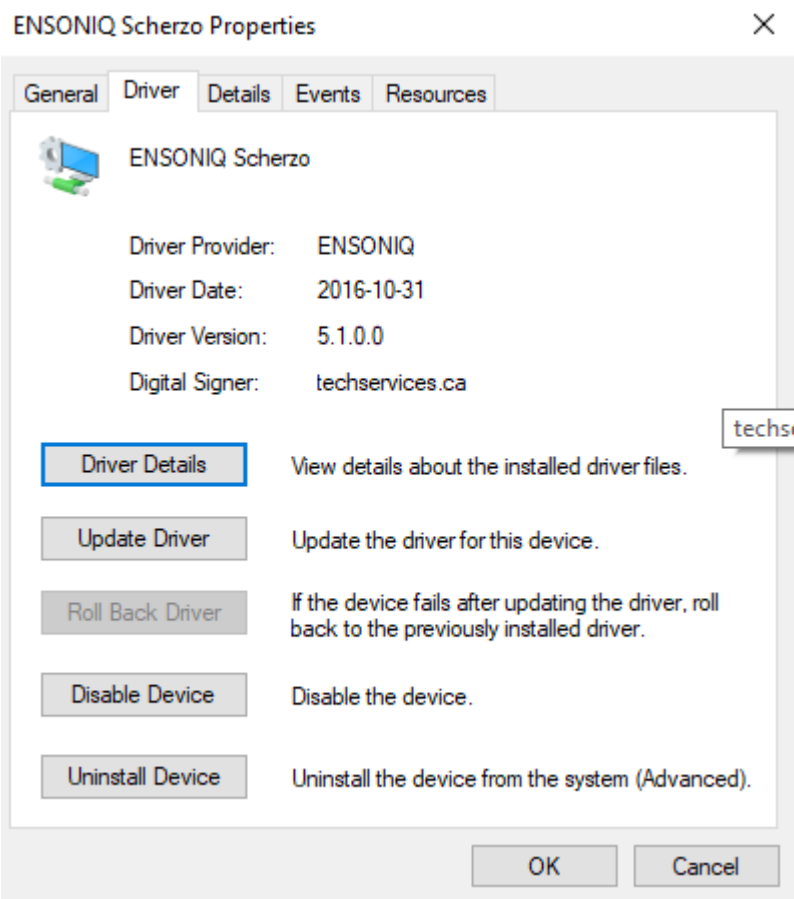 ENSONIQ Scherzo Properties
General Driver Details Events Resources
ENSONIQ Scherzo
Driver Provider: ENSONIQ
Driver Date: 2016-10-31
Driver Version: 5.1.0.0
Digital Signer: techservices.ca
techs
Driver Details View details about the installed driver files.
Update Driver Update the driver for this device.
Roll Back Driver If the device fails after updating the driver, roll
back to the previously installed driver.
Disable Device Disable the device.
Uninstall Device Uninstall the device from the system (Advanced).
OK Cancel